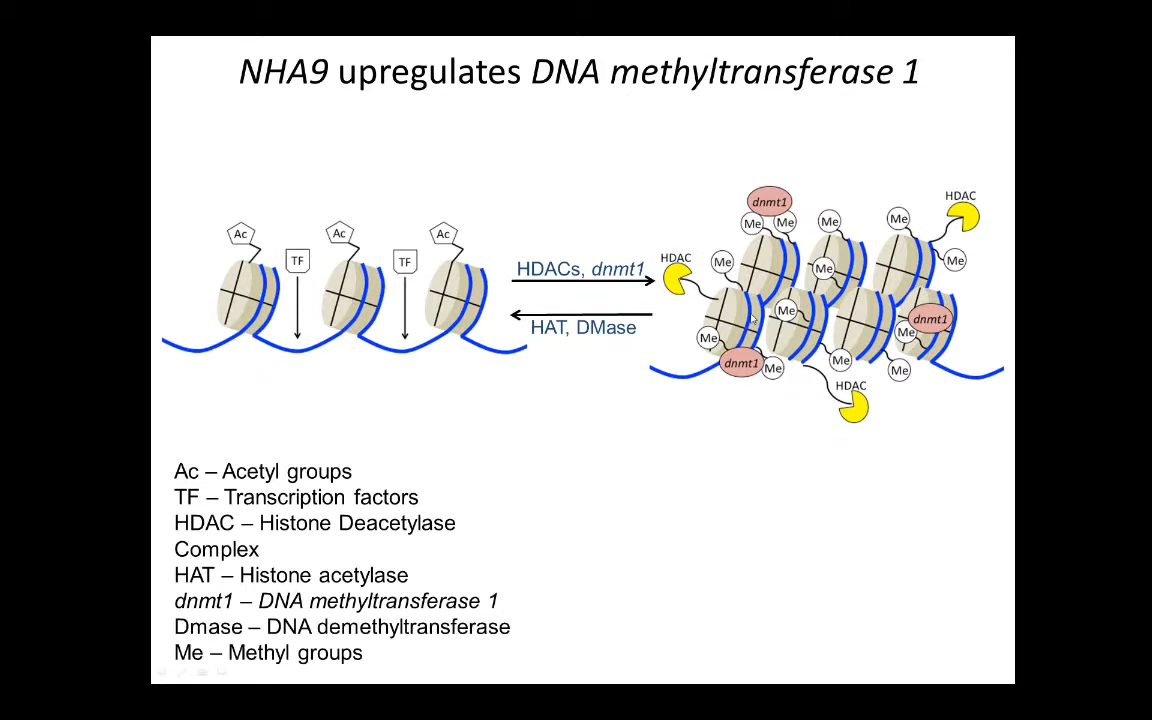 NHA9 upregulates DNA methyltransferase 1
Ac
TF
Ac
TF
Ac
HDACs, dnmt1
HAT, DMase
HDAC
dnmt1
Me
Me
Me
Me
HDAC
Me
HDAC
Me
Me
Me
dnmt1
Me
Me
dnmt1
Me
Me
Me
HDAC
Ac – Acetyl groups
TF – Transcription factors
HDAC – Histone Deacetylase
Complex
HAT – Histone acetylase
dnmt1 – DNA methyltransferase 1
Dmase – DNA demethyltransferase
Me – Methyl groups